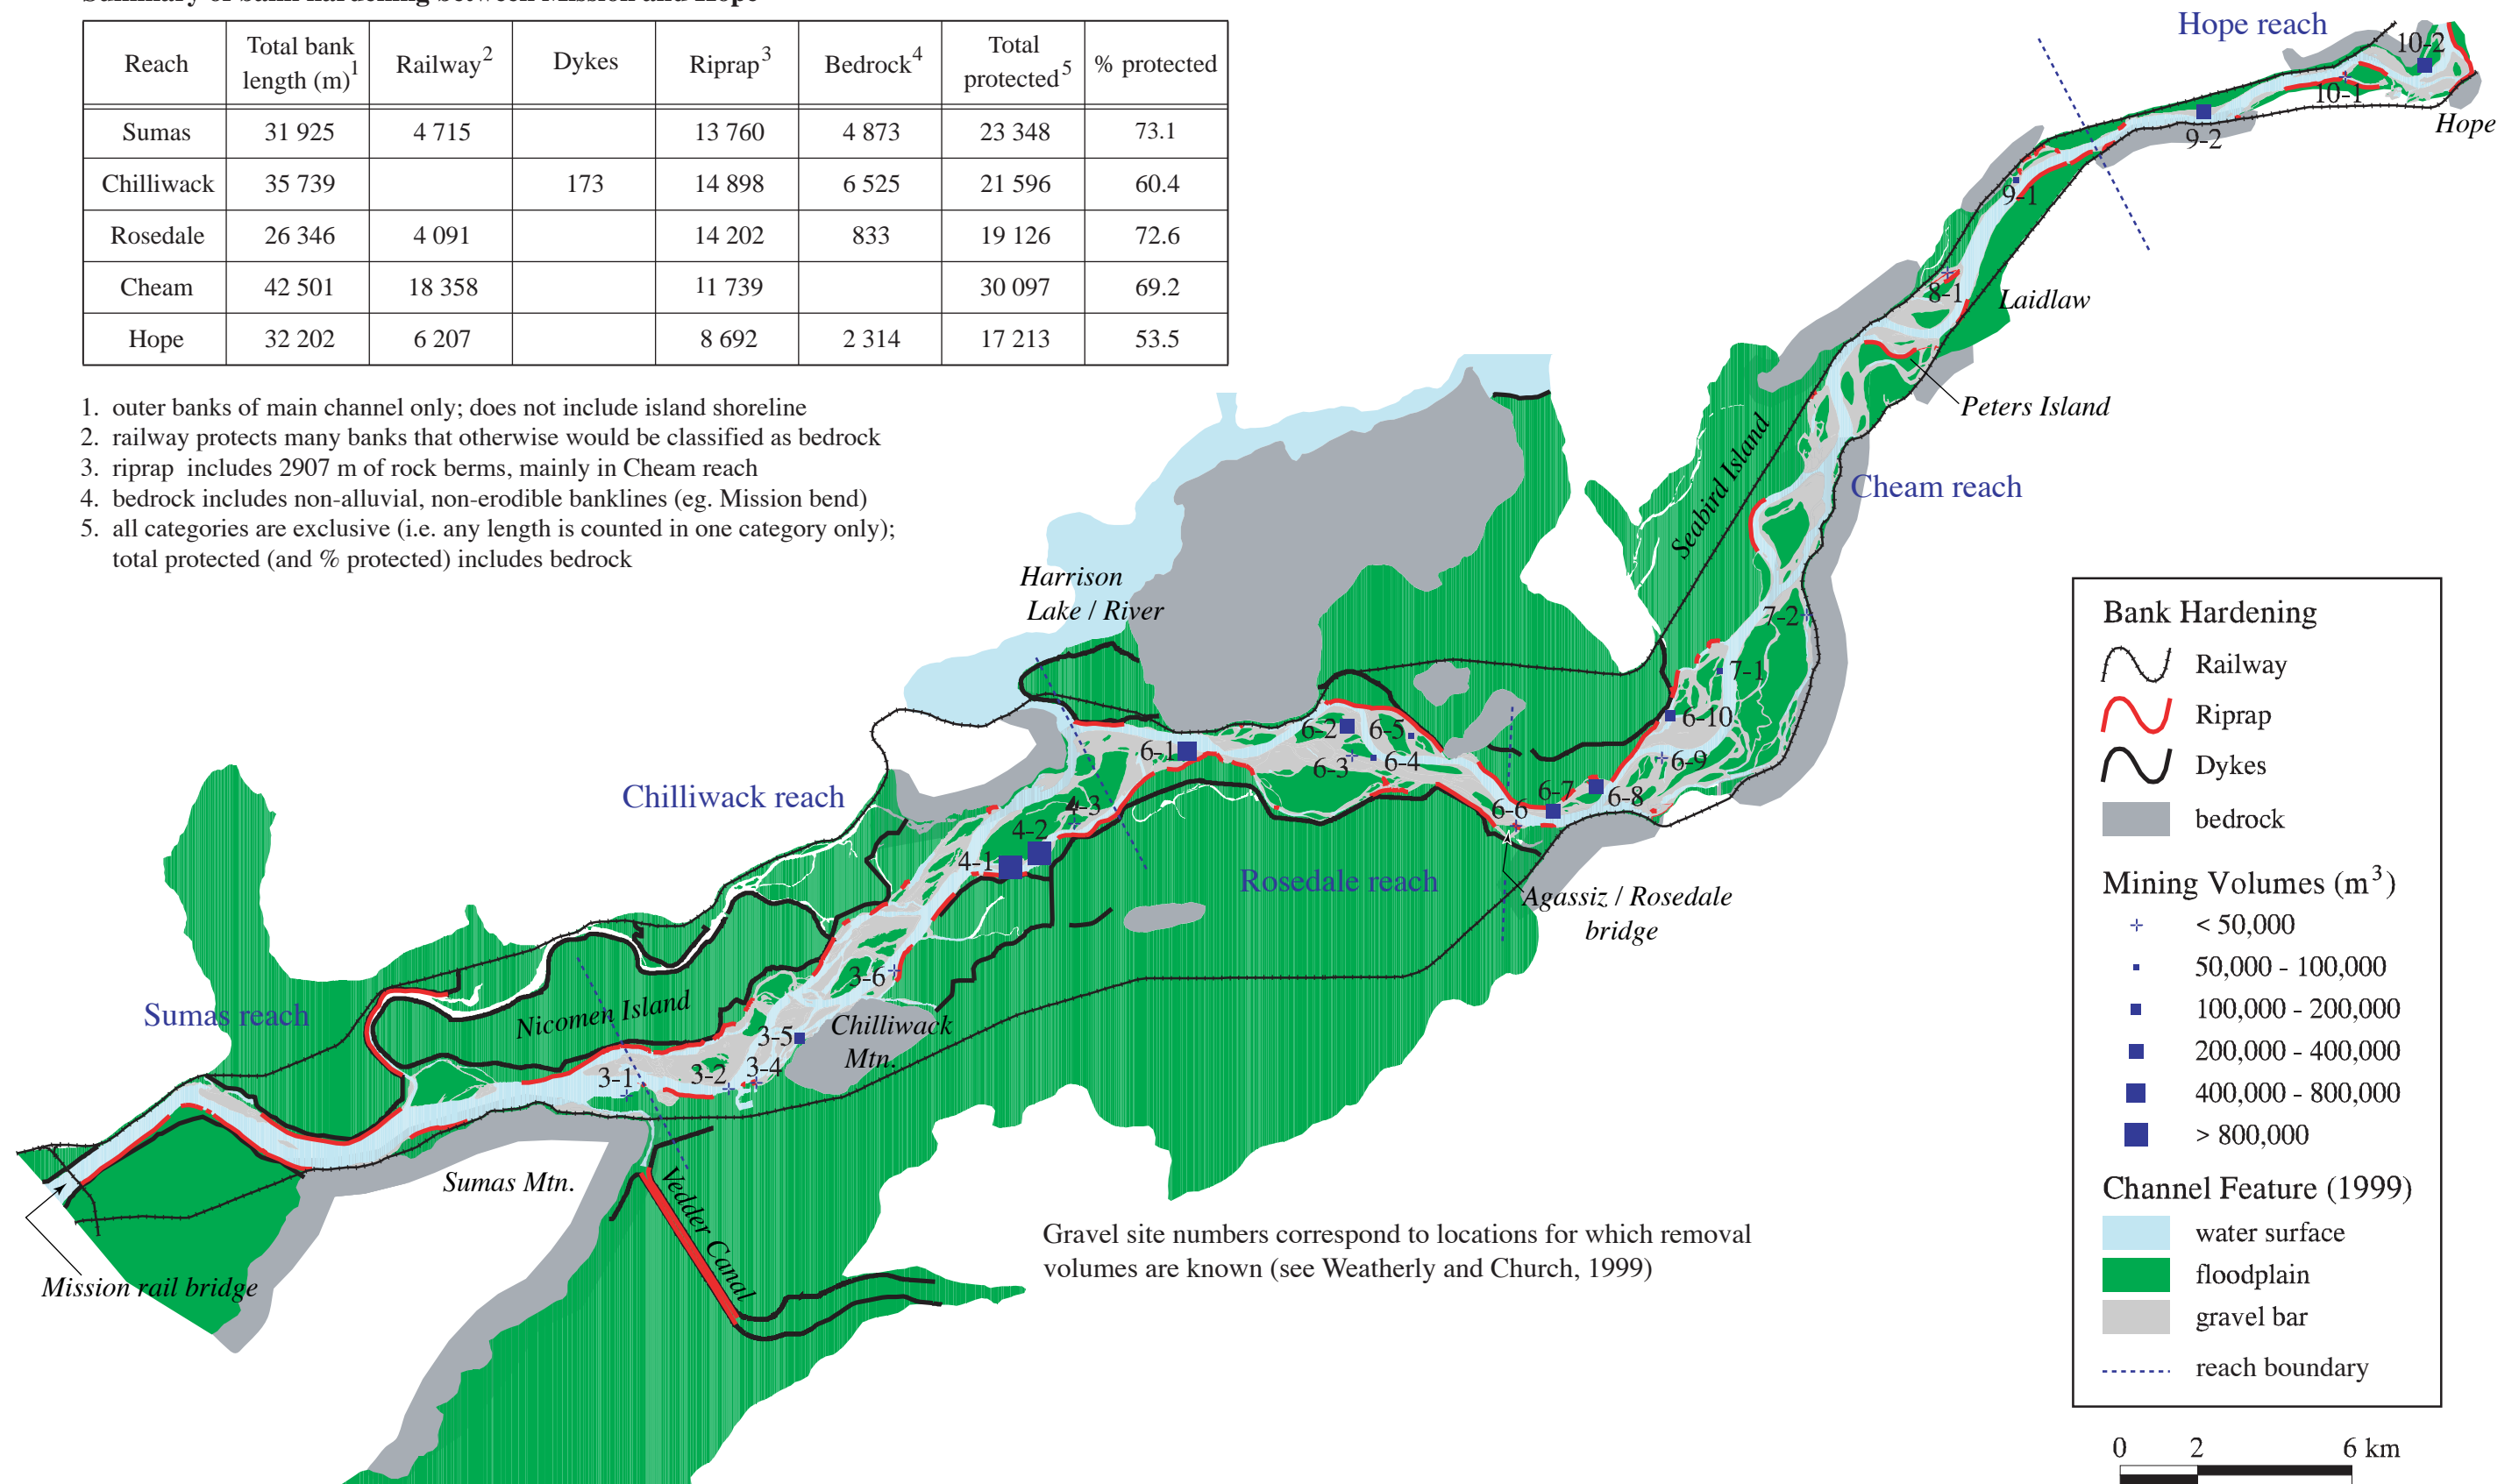 Summary of bank hardening between Mission and Hope
Reach | Total bank length (m)1 | Railway2 | Dykes | Riprap3 | Bedrock4 | Total protected5 | % protected
Sumas | 31 925 | 4 715 | | 13 760 | 4 873 | 23 348 | 73.1
Chilliwack | 35 739 | | 173 | 14 898 | 6 525 | 21 596 | 60.4
Rosedale | 26 346 | 4 091 | | 14 202 | 833 | 19 126 | 72.6
Cheam | 42 501 | 18 358 | | 11 739 | | 30 097 | 69.2
Hope | 32 202 | 6 207 | | 8 692 | 2 314 | 17 213 | 53.5
1. outer banks of main channel only; does not include island shoreline
2. railway protects many banks that otherwise would be classified as bedrock
3. riprap includes 2907 m of rock berms, mainly in Cheam reach
4. bedrock includes non-alluvial, non-erodible banklines (eg. Mission bend)
5. all categories are exclusive (i.e. any length is counted in one category only);
total protected (and % protected) includes bedrock
Hope reach
10-2
10-1
Hope
9-2
9-1
8-1
Laidlaw
Peters Island
Seabird Island
Cheam reach
Harrison
Lake / River
7-2
7-1
6-10
6-9
6-8
6-7
6-6
6-5
6-4
6-3
6-2
6-1
Chilliwack reach
4-3
4-2
4-1
Rosedale reach
Agassiz / Rosedale
bridge
3-6
Chilliwack
Mtn.
3-5
3-4
3-2
3-1
Nicomen Island
Sumas reach
Sumas Mtn.
Vedder Canal
Mission rail bridge
Gravel site numbers correspond to locations for which removal
volumes are known (see Weatherly and Church, 1999)
Bank Hardening
Railway
Riprap
Dykes
bedrock
Mining Volumes (m3)
< 50,000
50,000 - 100,000
100,000 - 200,000
200,000 - 400,000
400,000 - 800,000
> 800,000
Channel Feature (1999)
water surface
floodplain
gravel bar
reach boundary
0 2 6 km